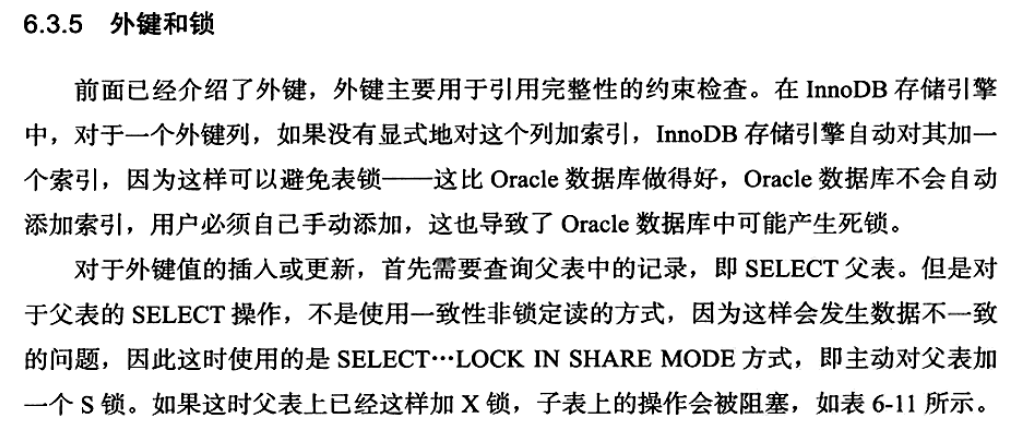 6.3.5 外键和锁
前面已经介绍了外键，外键主要用于引用完整性的约束检查。在 InnoDB 存储引擎
中，对于一个外键列，如果没有显式地对这个列加索引，InnoDB 存储引擎自动对其加一
个索引，因为这样可以避免表锁——这比 Oracle 数据库做得好，Oracle 数据库不会自动
添加索引，用户必须自己手动添加，这也导致了 Oracle 数据库中可能产生死锁。
对于外键值的插入或更新，首先需要查询父表中的记录，即 SELECT 父表。但是对
于父表的 SELECT 操作，不是使用一致性非锁定读的方式，因为这样会发生数据不一致
的问题，因此这时使用的是 SELECT…LOCK IN SHARE MODE 方式，即主动对父表加
一个 S 锁。如果这时父表上已经这样加 X 锁，子表上的操作会被阻塞，如表 6-11 所示。